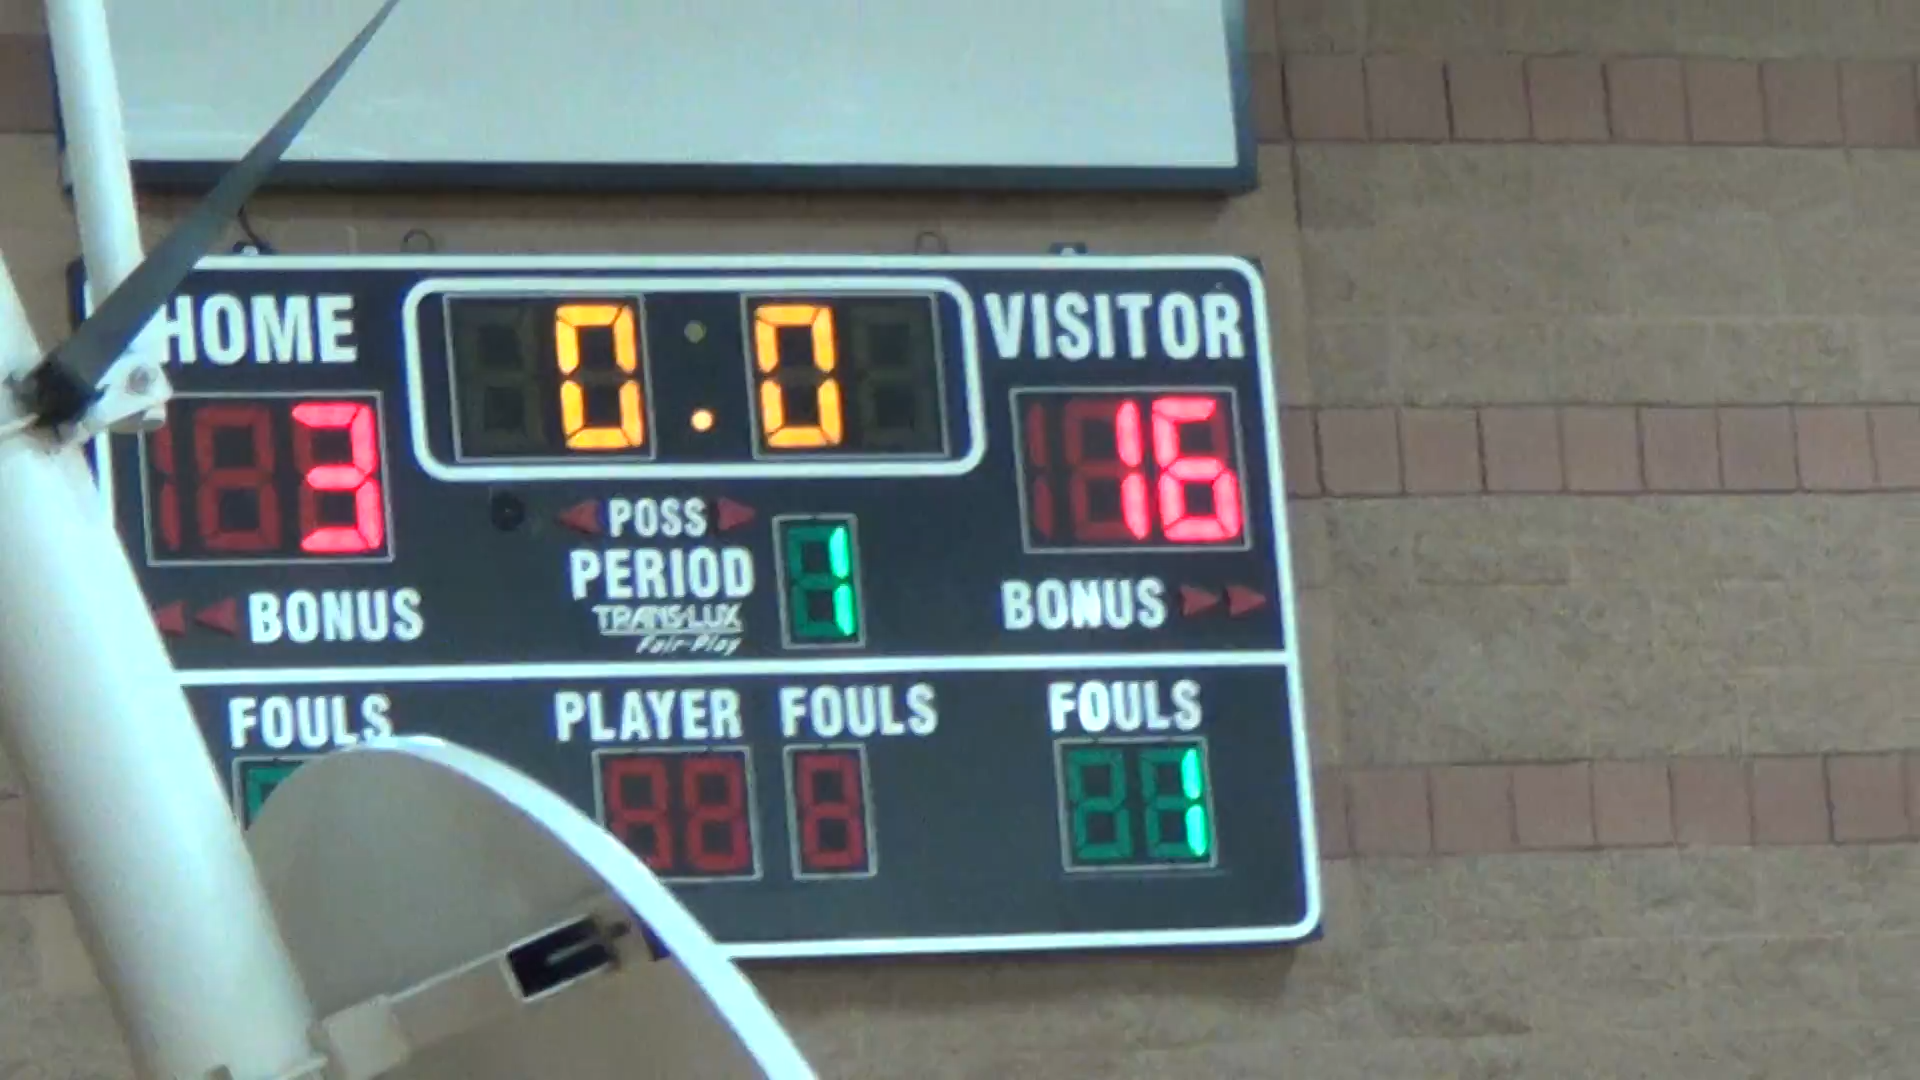 HOME 0.0 VISITOR
3 16
POSS
PERIOD 1
BONUS TRANS-LUX BONUS
Fair-Play
FOULS PLAYER FOULS FOULS
1